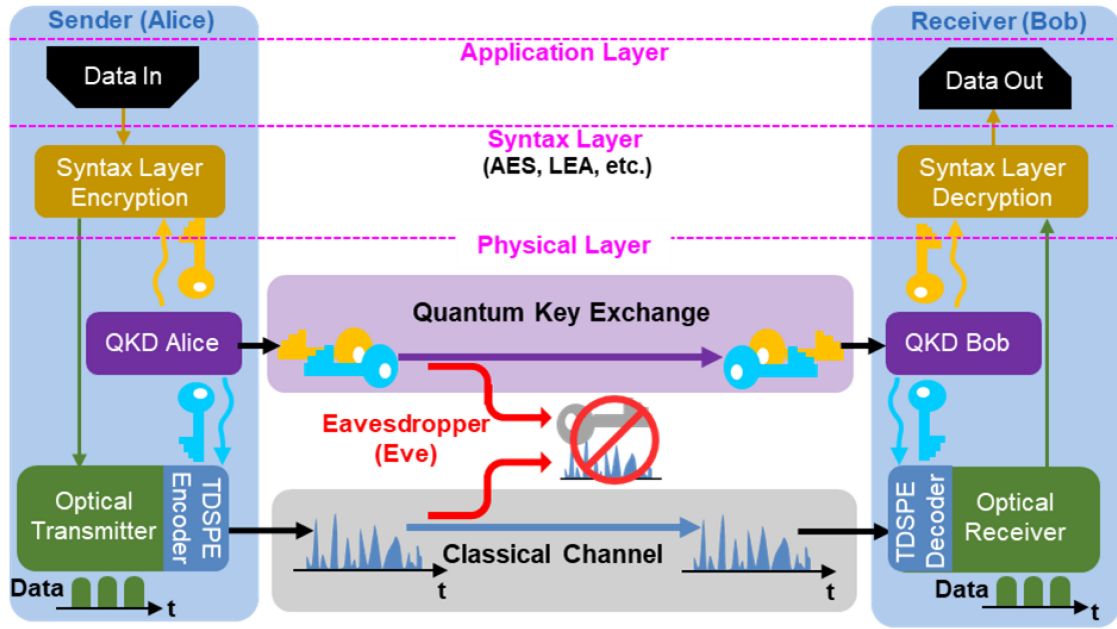 Sender (Alice)
Receiver (Bob)
Application Layer
Data In
Data Out
Syntax Layer
(AES, LEA, etc.)
Syntax Layer
Encryption
Syntax Layer
Decryption
Physical Layer
Quantum Key Exchange
QKD Alice
QKD Bob
Eavesdropper
(Eve)
Optical
Transmitter
TDSPE
Encoder
Classical Channel
t
t
TDSPE
Decoder
Optical
Receiver
Data
t
Data
t